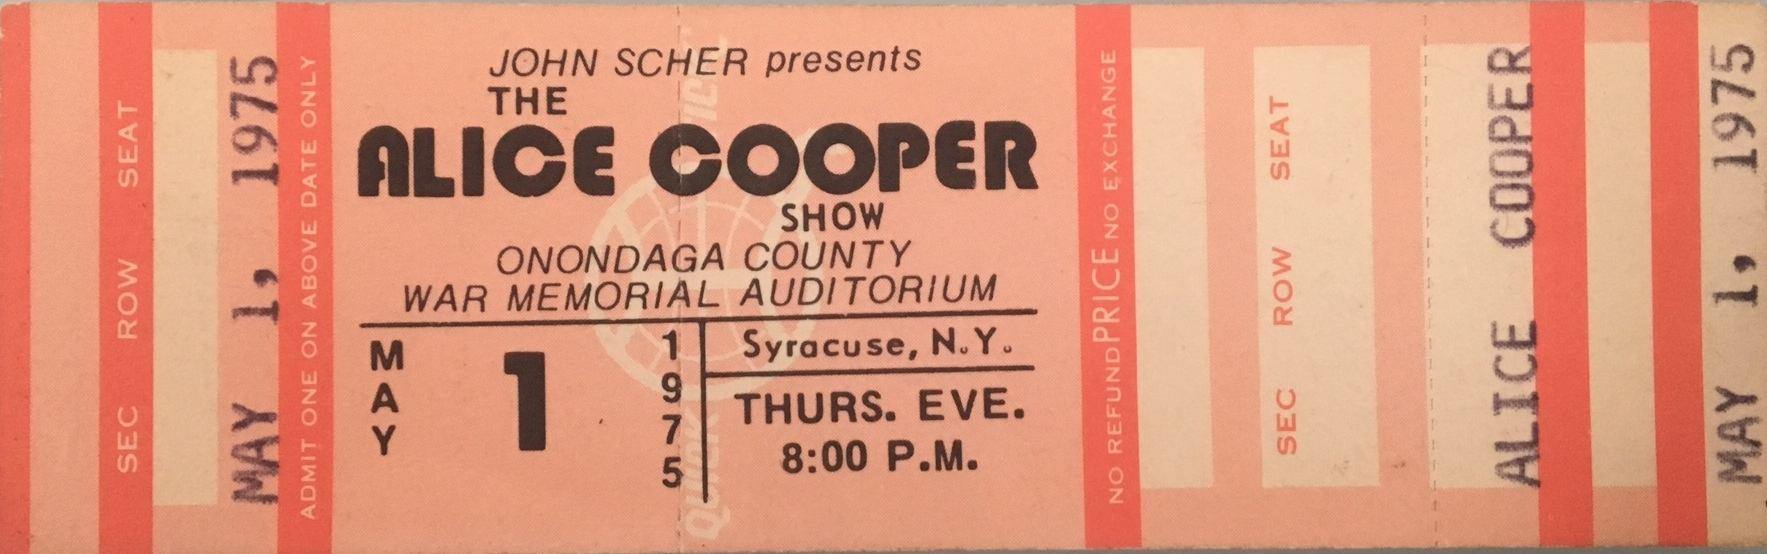 SEC ROW SEAT
MAY 1, 1975
ADMIT ONE ON ABOVE DATE ONLY
JOHN SCHER presents
THE
ALICE COOPER
SHOW
ONONDAGA COUNTY
WAR MEMORIAL AUDITORIUM
MAY
1
1975
Syracuse, N.Y.
THURS. EVE.
8:00 P.M.
NO REFUND PRICE NO EXCHANGE
SEC ROW SEAT
ALICE COOPER
MAY 1, 1975